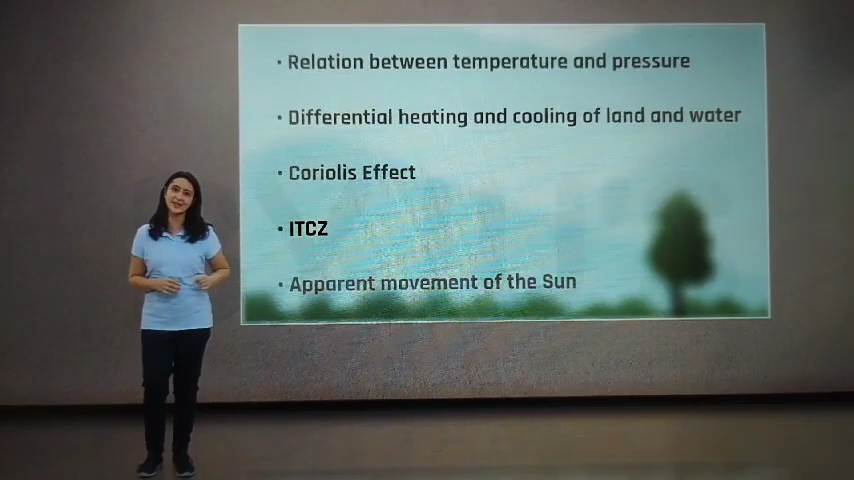 • Relation between temperature and pressure
• Differential heating and cooling of land and water
• Coriolis Effect
• ITCZ
• Apparent movement of the Sun